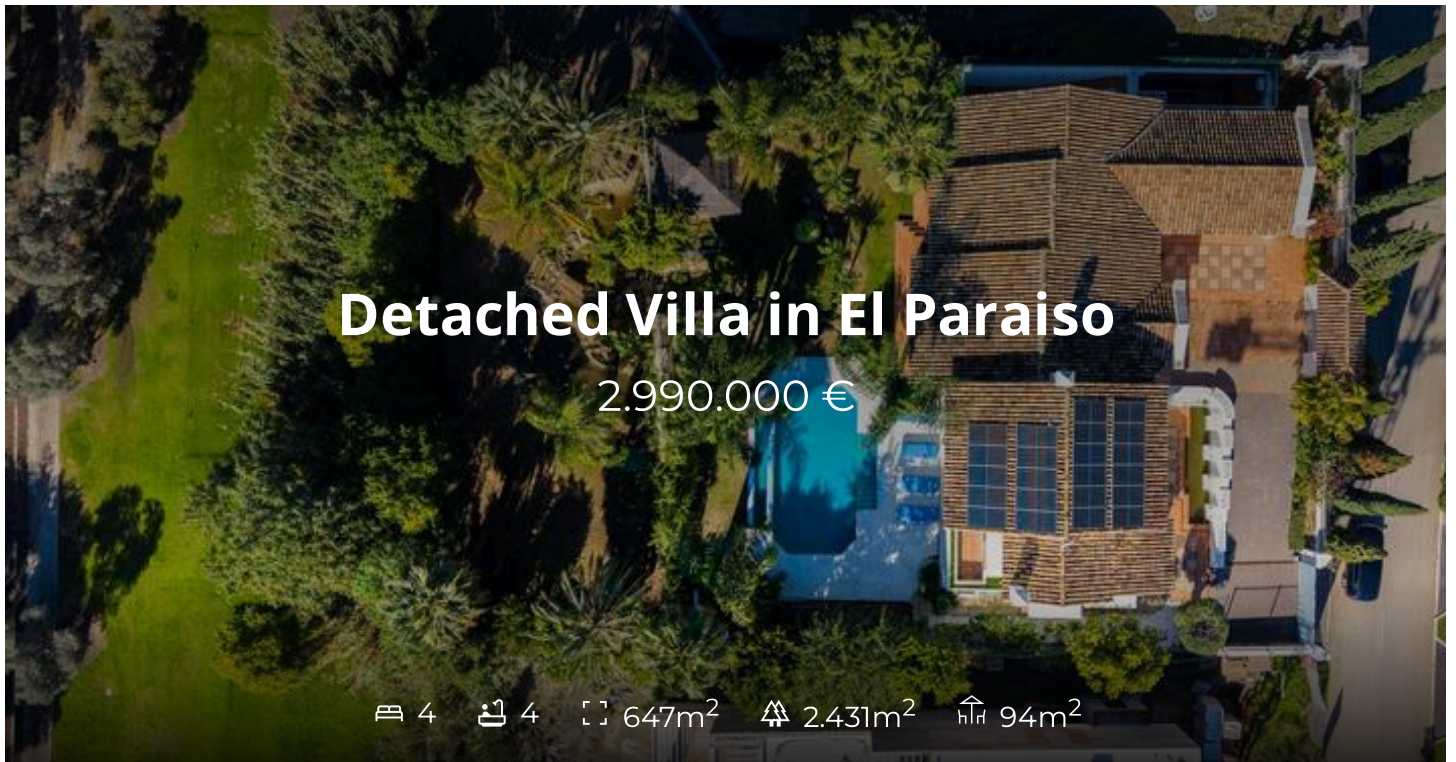 Detached Villa in El Paraiso
2.990.000 €
4 4 647m² 2.431m² 94m²